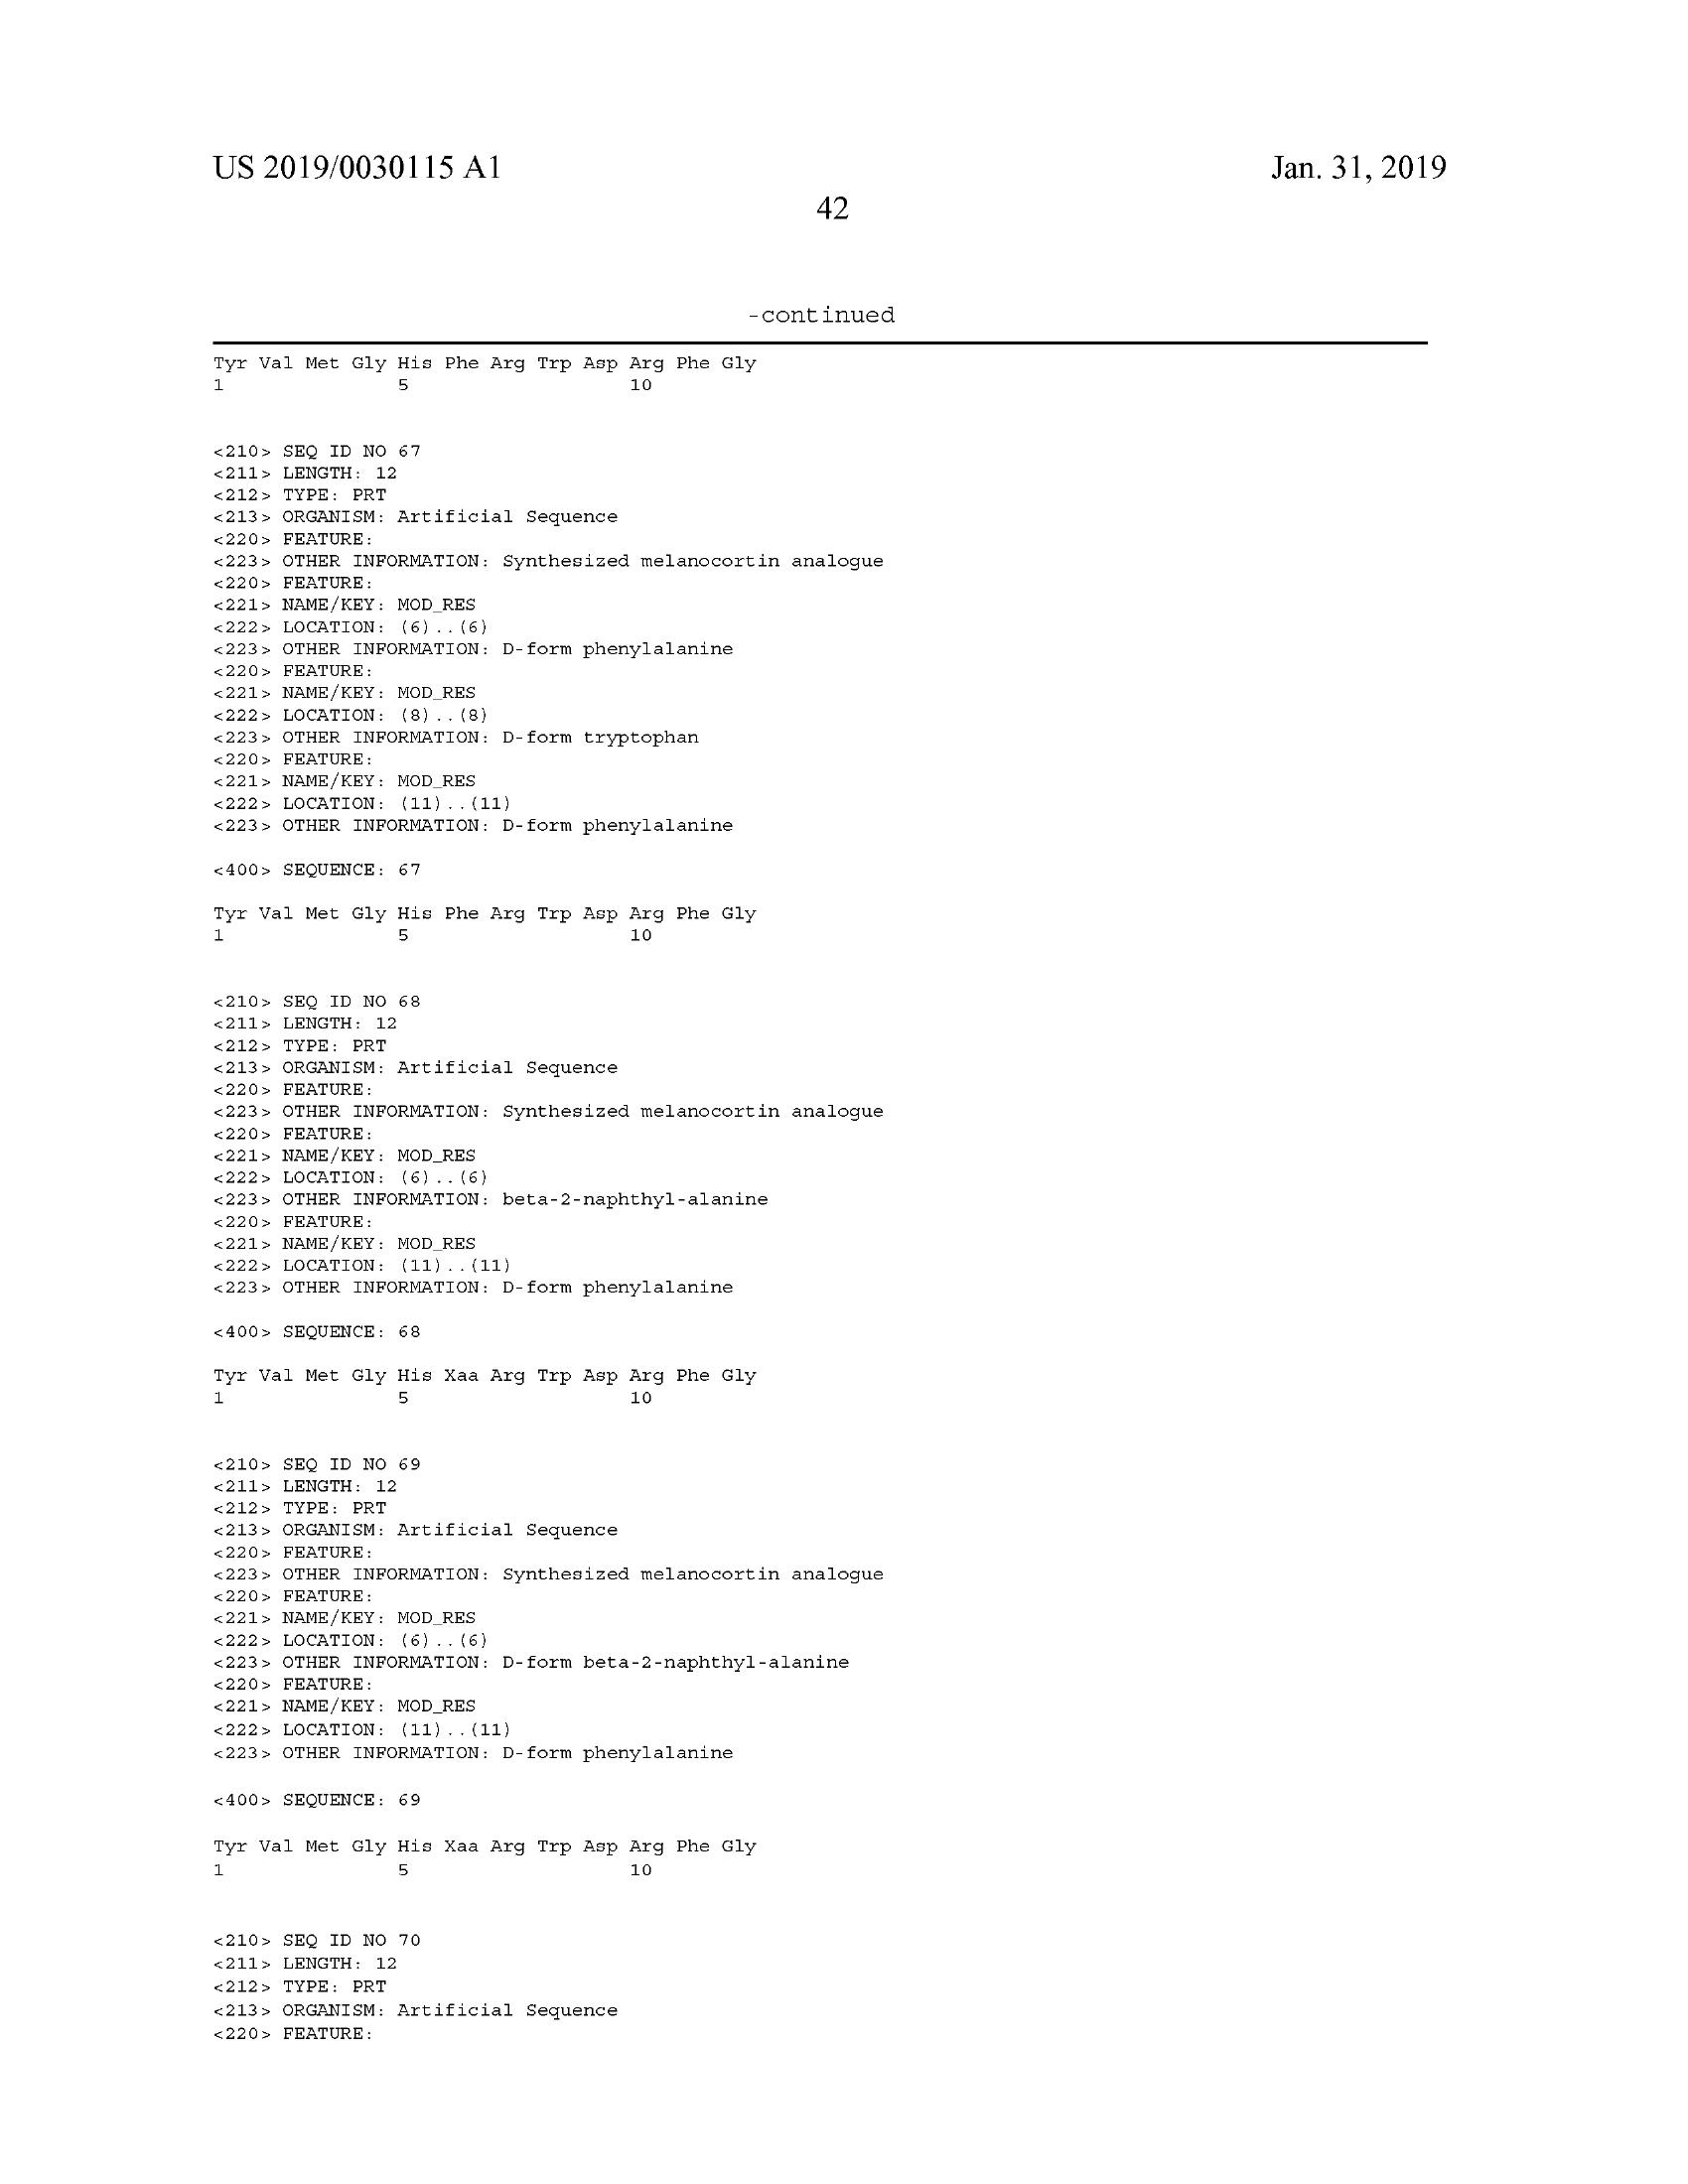 US 2019/0030115 A1
Jan. 31, 2019
42
-continued
Tyr Val Met Gly His Phe Arg Trp Asp Arg Phe Gly
1 5 10
<210> SEQ ID NO 67
<211> LENGTH: 12
<212> TYPE: PRT
<213> ORGANISM: Artificial Sequence
<220> FEATURE:
<223> OTHER INFORMATION: Synthesized melanocortin analogue
<220> FEATURE:
<221> NAME/KEY: MOD_RES
<222> LOCATION: (6)..(6)
<223> OTHER INFORMATION: D-form phenylalanine
<220> FEATURE:
<221> NAME/KEY: MOD_RES
<222> LOCATION: (8)..(8)
<223> OTHER INFORMATION: D-form tryptophan
<220> FEATURE:
<221> NAME/KEY: MOD_RES
<222> LOCATION: (11)..(11)
<223> OTHER INFORMATION: D-form phenylalanine
<400> SEQUENCE: 67
Tyr Val Met Gly His Phe Arg Trp Asp Arg Phe Gly
1 5 10
<210> SEQ ID NO 68
<211> LENGTH: 12
<212> TYPE: PRT
<213> ORGANISM: Artificial Sequence
<220> FEATURE:
<223> OTHER INFORMATION: Synthesized melanocortin analogue
<220> FEATURE:
<221> NAME/KEY: MOD_RES
<222> LOCATION: (6)..(6)
<223> OTHER INFORMATION: beta-2-naphthyl-alanine
<220> FEATURE:
<221> NAME/KEY: MOD_RES
<222> LOCATION: (11)..(11)
<223> OTHER INFORMATION: D-form phenylalanine
<400> SEQUENCE: 68
Tyr Val Met Gly His Xaa Arg Trp Asp Arg Phe Gly
1 5 10
<210> SEQ ID NO 69
<211> LENGTH: 12
<212> TYPE: PRT
<213> ORGANISM: Artificial Sequence
<220> FEATURE:
<223> OTHER INFORMATION: Synthesized melanocortin analogue
<220> FEATURE:
<221> NAME/KEY: MOD_RES
<222> LOCATION: (6)..(6)
<223> OTHER INFORMATION: D-form beta-2-naphthyl-alanine
<220> FEATURE:
<221> NAME/KEY: MOD_RES
<222> LOCATION: (11)..(11)
<223> OTHER INFORMATION: D-form phenylalanine
<400> SEQUENCE: 69
Tyr Val Met Gly His Xaa Arg Trp Asp Arg Phe Gly
1 5 10
<210> SEQ ID NO 70
<211> LENGTH: 12
<212> TYPE: PRT
<213> ORGANISM: Artificial Sequence
<220> FEATURE: